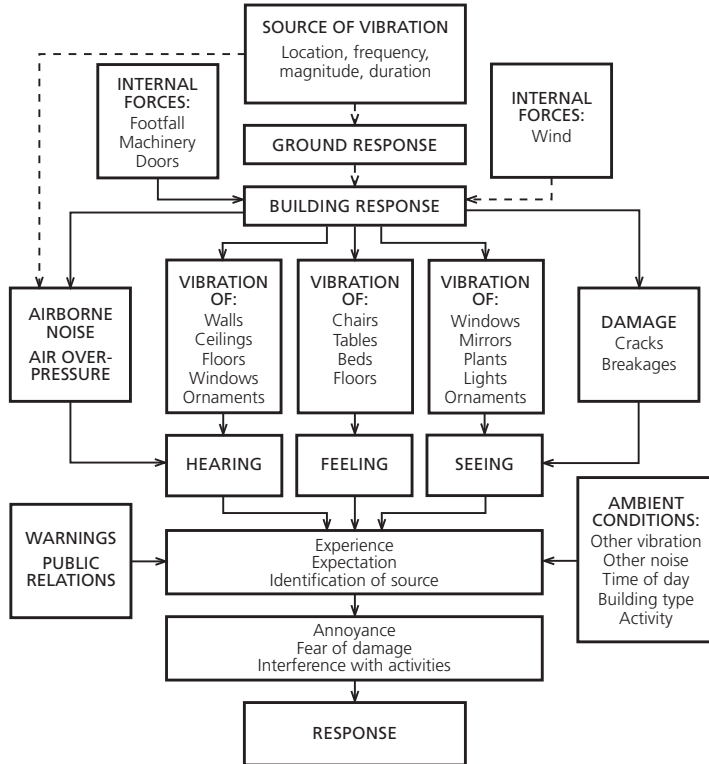 SOURCE OF VIBRATION
Location, frequency,
magnitude, duration
INTERNAL
FORCES:
Footfall
Machinery
Doors
INTERNAL
FORCES:
Wind
GROUND RESPONSE
BUILDING RESPONSE
AIRBORNE
NOISE
AIR OVER-
PRESSURE
VIBRATION
OF:
Walls
Ceilings
Floors
Windows
Ornaments
VIBRATION
OF:
Chairs
Tables
Beds
Floors
VIBRATION
OF:
Windows
Mirrors
Plants
Lights
Ornaments
DAMAGE
Cracks
Breakages
HEARING
FEELING
SEEING
WARNINGS
PUBLIC
RELATIONS
Experience
Expectation
Identification of source
AMBIENT
CONDITIONS:
Other vibration
Other noise
Time of day
Building type
Activity
Annoyance
Fear of damage
Interference with activities
RESPONSE